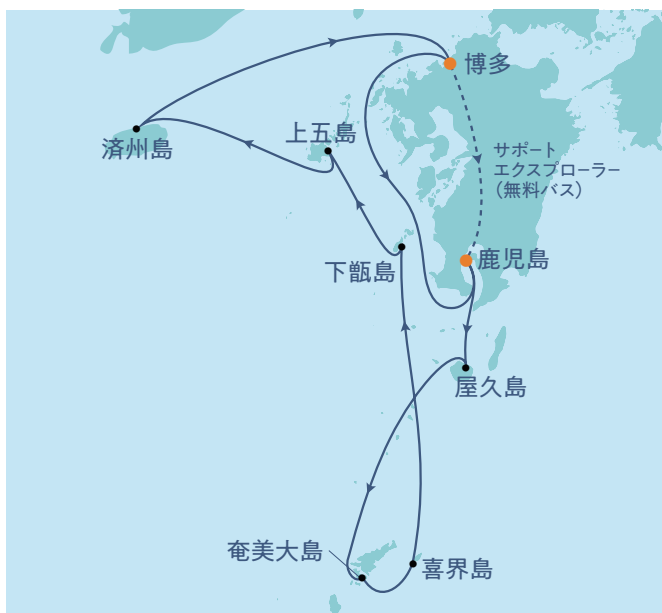 博多
済州島
上五島
サポート
エクスプローラー
(無料バス)
下甑島
鹿児島
屋久島
奄美大島
喜界島